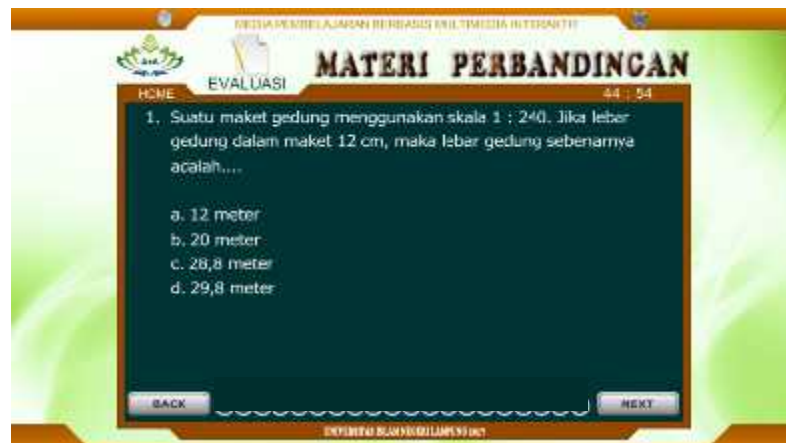 MEDIA PEMBELAJARAN BERBASIS MULTIMEDIA INTERAKTIF
EVALUASI
MATERI PERBANDINGAN
HOME
44 : 54
1. Suatu maket gedung menggunakan skala 1 : 240. Jika lebar
gedung dalam maket 12 cm, maka lebar gedung sebenarnya
adalah....
a. 12 meter
b. 20 meter
c. 28,8 meter
d. 29,8 meter
BACK
NEXT
UNIVERSITAS ISLAM NEGERI LAMPUNG 2017